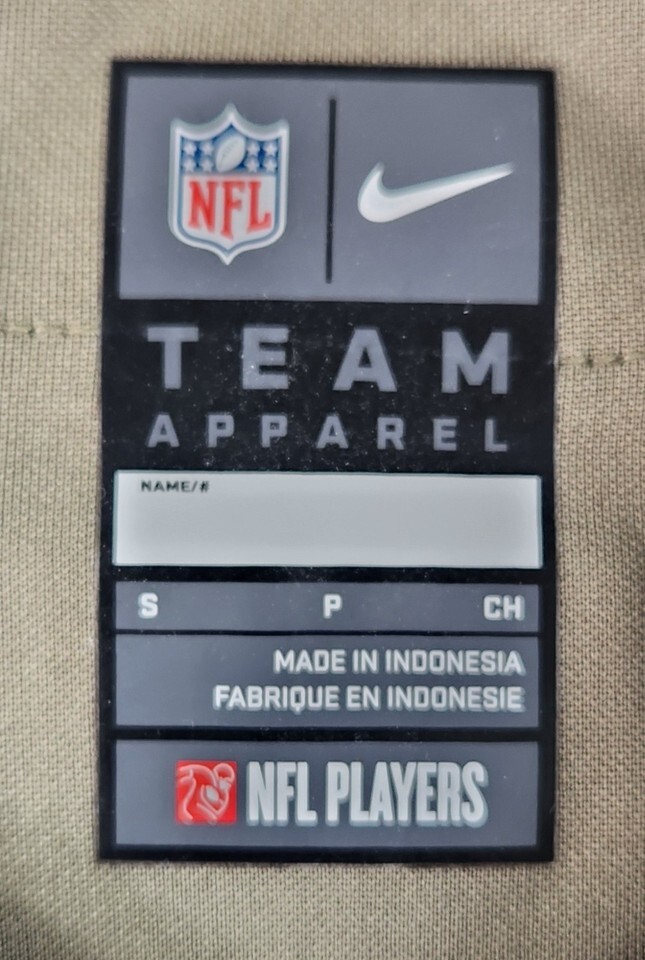 NFL
TEAM
APPAREL
NAME/#
S P CH
MADE IN INDONESIA
FABRIQUE EN INDONESIE
NFL PLAYERS